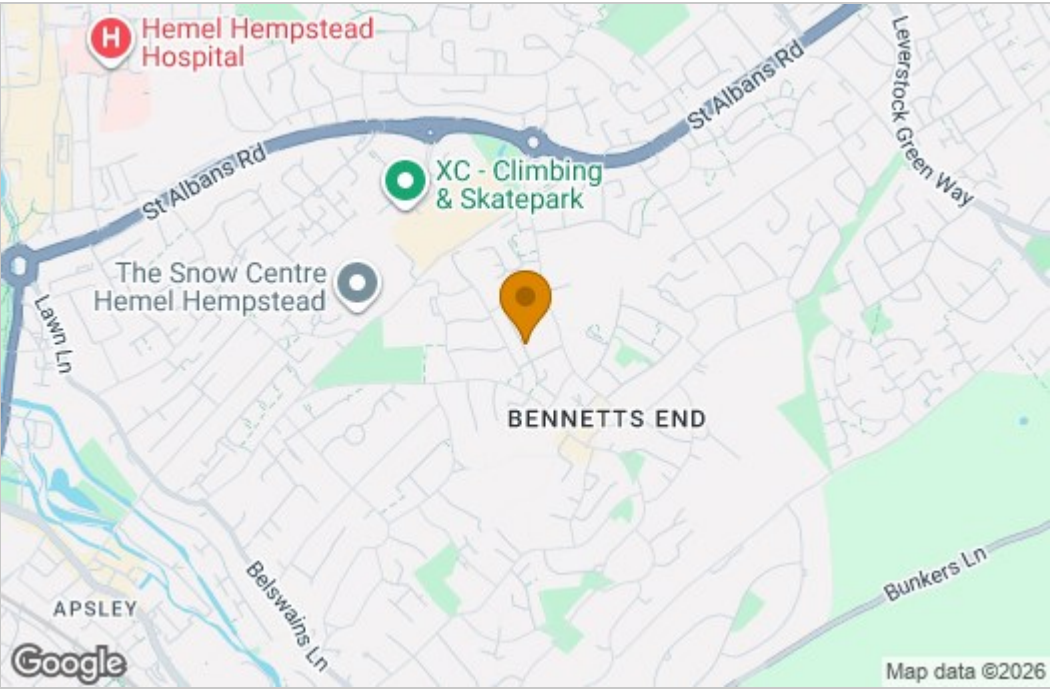 Hemel Hempstead
Hospital
Leverstock Green Way
St Albans Rd
St Albans Rd
XC - Climbing
& Skatepark
The Snow Centre
Hemel Hempstead
Lawn Ln
BENNETTS END
Bunkers Ln
Belswains Ln
APSLEY
Google
Map data ©2026
H